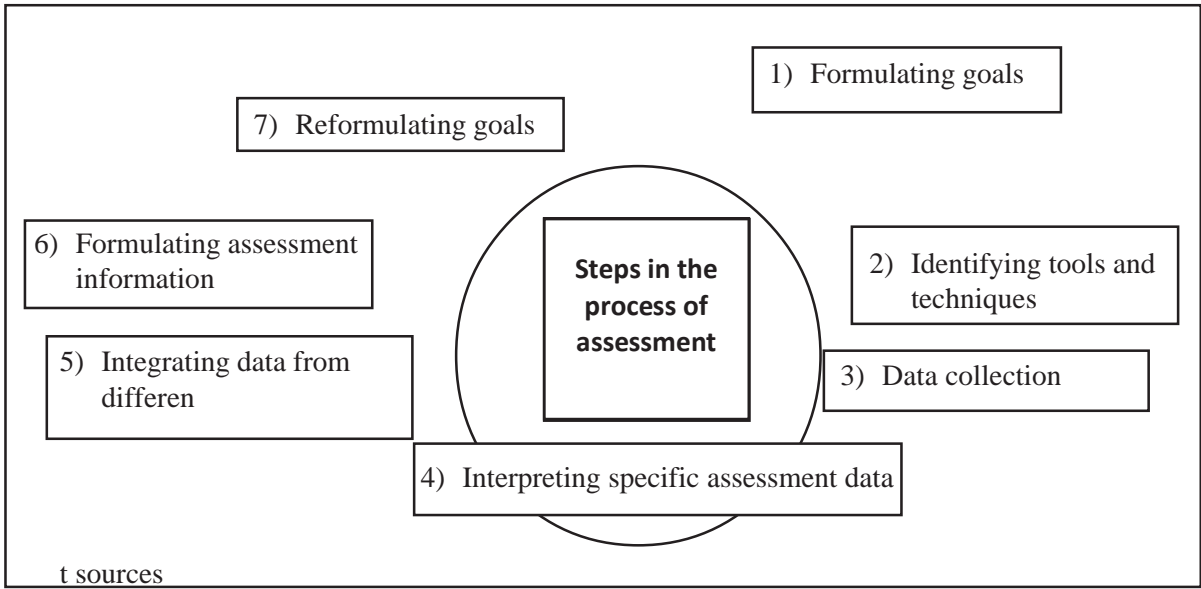 1) Formulating goals
7) Reformulating goals
6) Formulating assessment
information
Steps in the
process of
assessment
2) Identifying tools and
techniques
5) Integrating data from
differen
3) Data collection
4) Interpreting specific assessment data
t sources